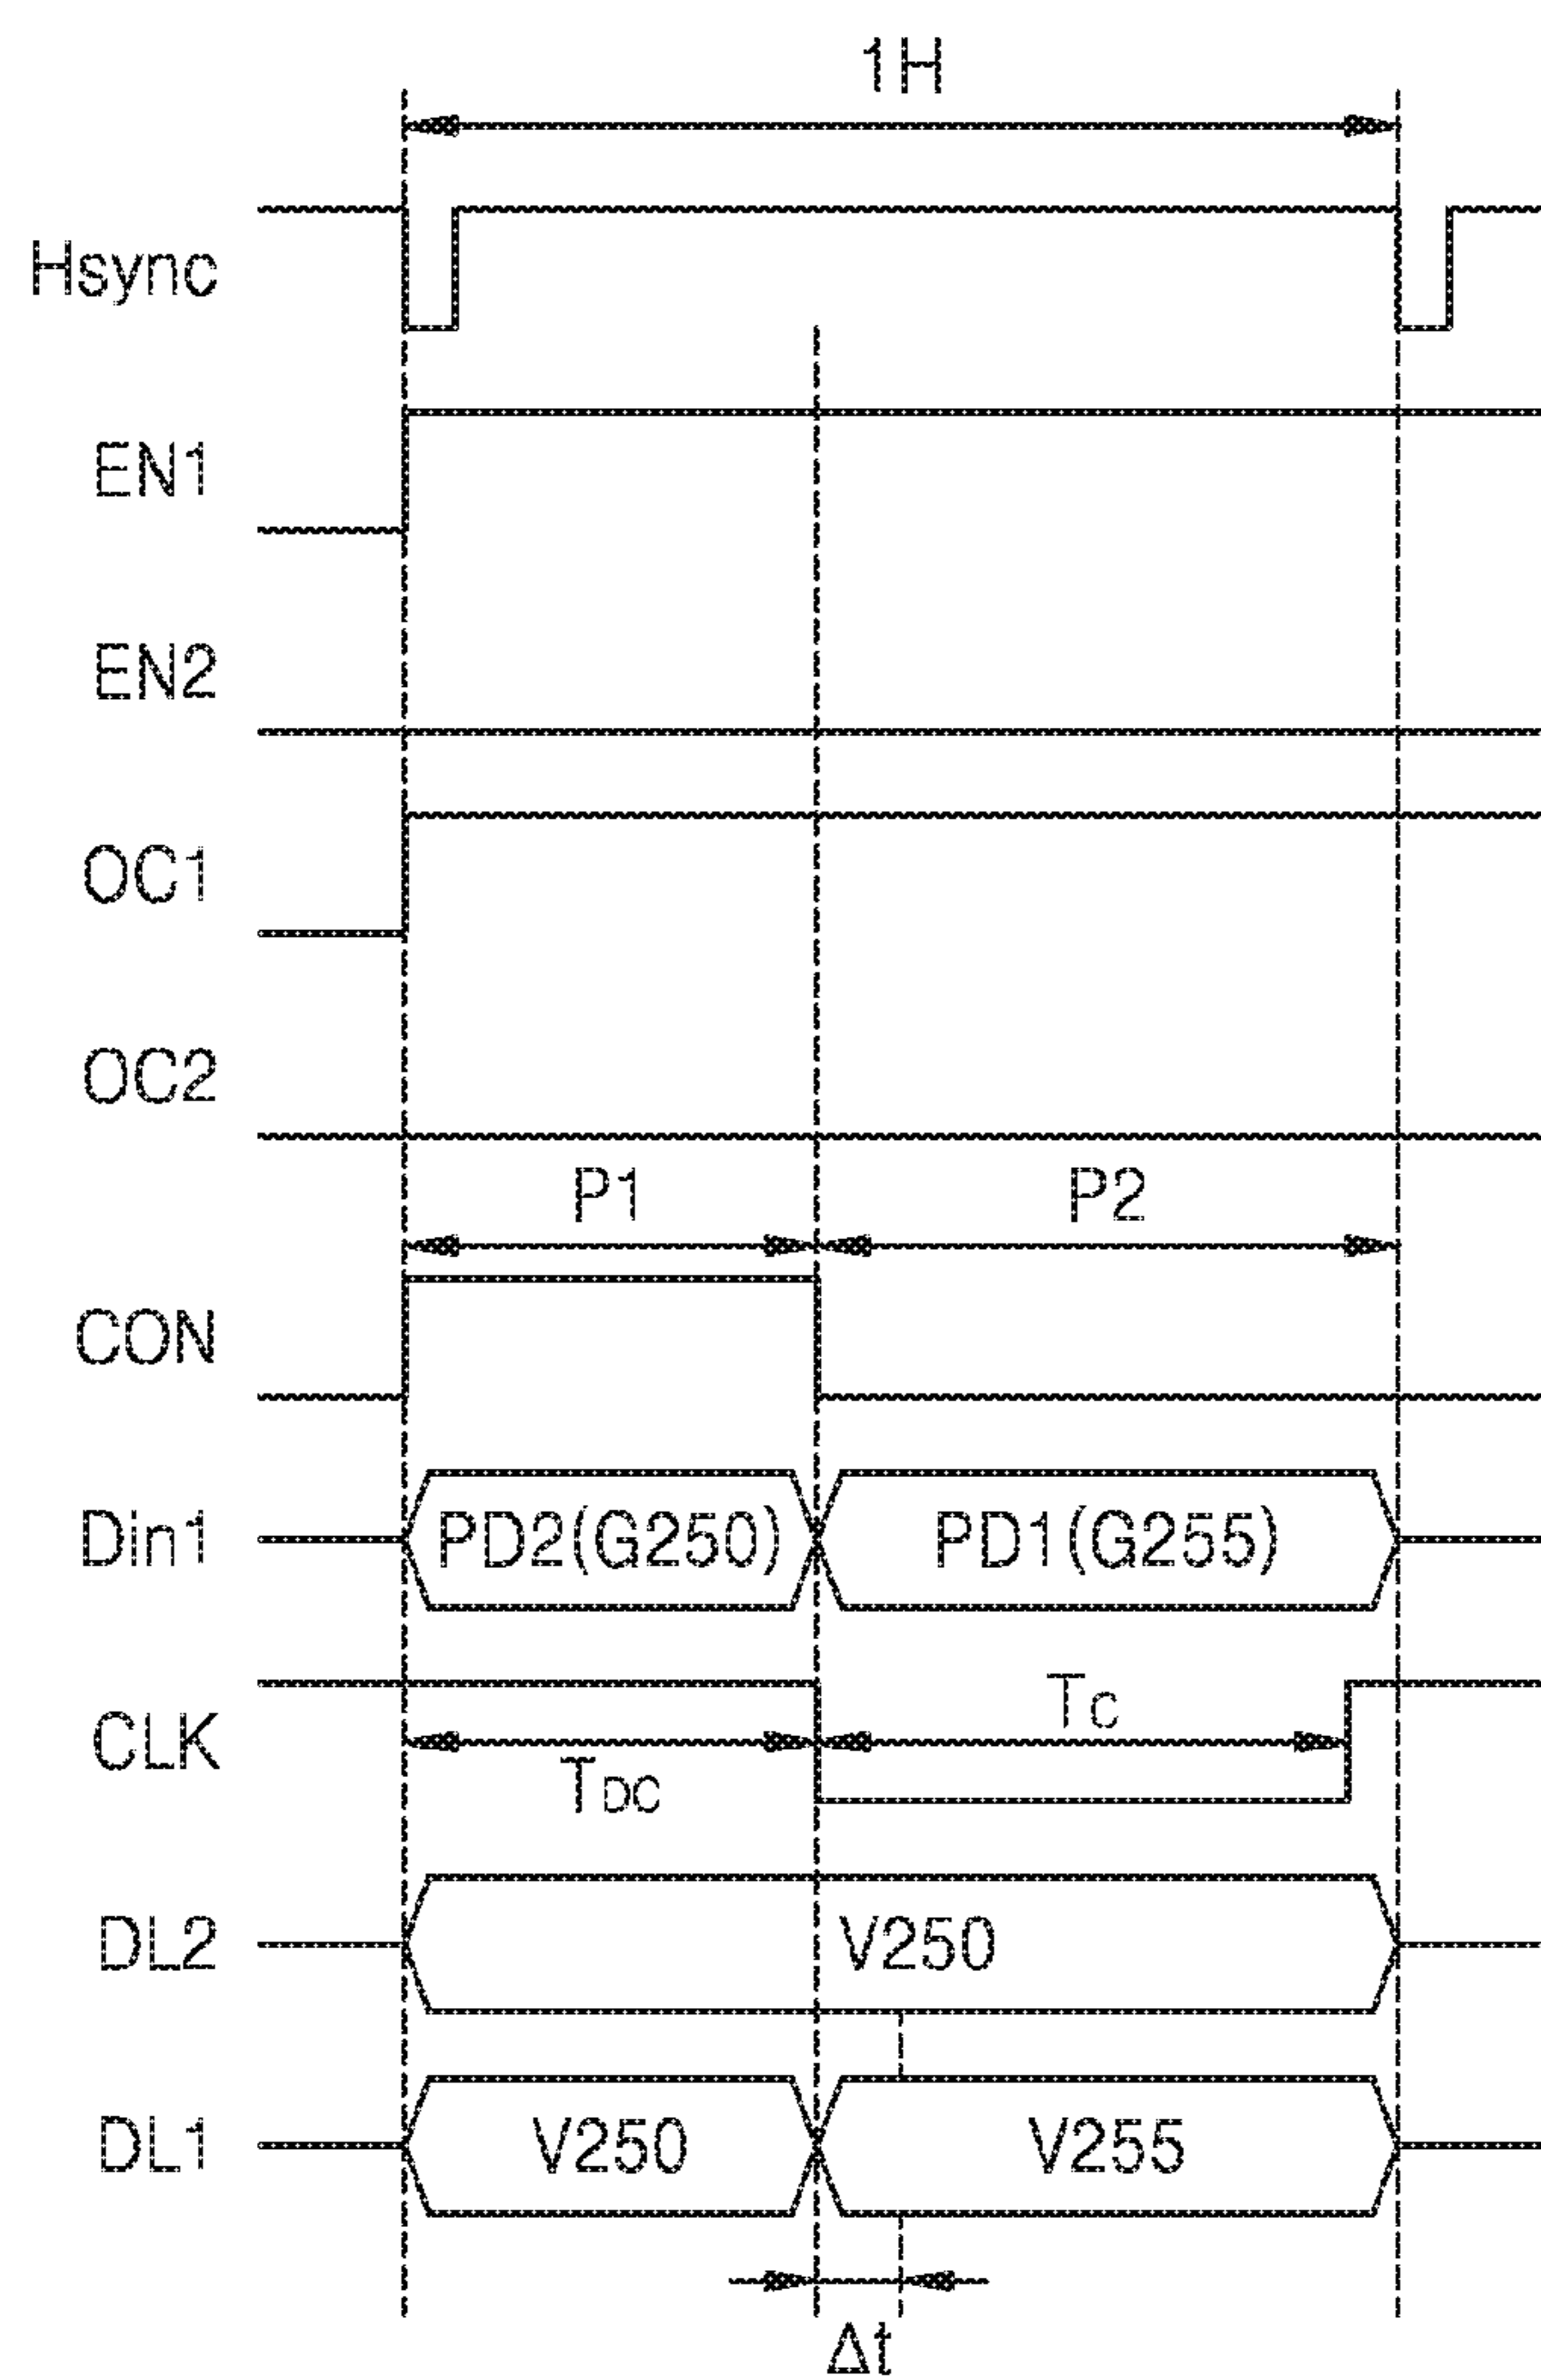 1H
Hsync
EN1
EN2
OC1
OC2
P1 P2
CON
Din1 PD2(G250) PD1(G255)
CLK TDC TC
DL2 V250
DL1 V250 V255
Δt